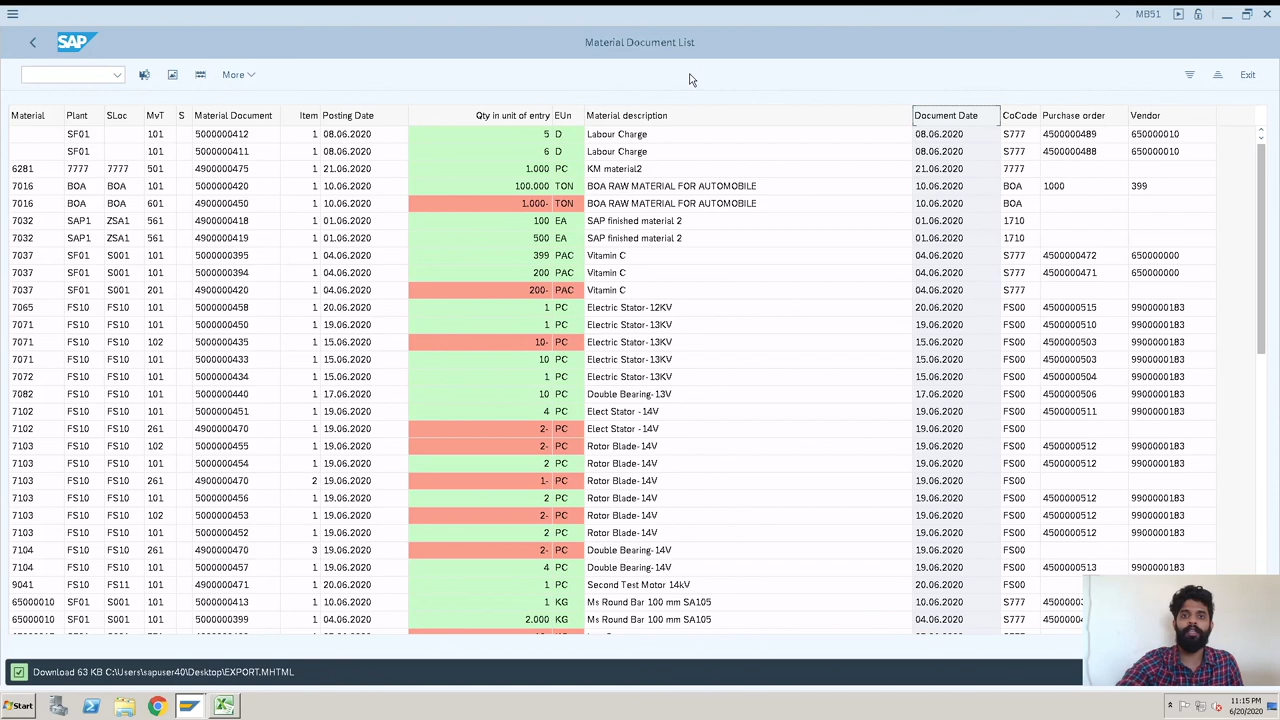 MB51
SAP
Material Document List
More
Exit
Material Plant SLoc MvT S Material Document Item Posting Date Qty in unit of entry EUn Material description Document Date CoCode Purchase order Vendor
SF01 101 5000000412 1 08.06.2020 5 D Labour Charge 08.06.2020 S777 4500000489 650000010
SF01 101 5000000411 1 08.06.2020 6 D Labour Charge 08.06.2020 S777 4500000488 650000010
6281 7777 7777 501 4900000475 1 21.06.2020 1.000 PC KM material2 21.06.2020 7777
7016 BOA BOA 101 5000000420 1 10.06.2020 100.000 TON BOA RAW MATERIAL FOR AUTOMOBILE 10.06.2020 BOA 1000 399
7016 BOA BOA 601 4900000450 1 10.06.2020 1.000- TON BOA RAW MATERIAL FOR AUTOMOBILE 10.06.2020 BOA
7032 SAP1 ZSA1 561 4900000418 1 01.06.2020 100 EA SAP finished material 2 01.06.2020 1710
7032 SAP1 ZSA1 561 4900000419 1 01.06.2020 500 EA SAP finished material 2 01.06.2020 1710
7037 SF01 S001 101 5000000395 1 04.06.2020 399 PAC Vitamin C 04.06.2020 S777 4500000472 650000000
7037 SF01 S001 101 5000000394 1 04.06.2020 200 PAC Vitamin C 04.06.2020 S777 4500000471 650000000
7037 SF01 S001 201 4900000420 1 04.06.2020 200- PAC Vitamin C 04.06.2020 S777
7065 FS10 FS10 101 5000000458 1 20.06.2020 1 PC Electric Stator-12KV 20.06.2020 FS00 4500000515 9900000183
7071 FS10 FS10 101 5000000450 1 19.06.2020 1 PC Electric Stator-13KV 19.06.2020 FS00 4500000510 9900000183
7071 FS10 FS10 102 5000000435 1 15.06.2020 10- PC Electric Stator-13KV 15.06.2020 FS00 4500000503 9900000183
7071 FS10 FS10 101 5000000433 1 15.06.2020 10 PC Electric Stator-13KV 15.06.2020 FS00 4500000503 9900000183
7072 FS10 FS10 101 5000000434 1 15.06.2020 1 PC Electric Stator-13KV 15.06.2020 FS00 4500000504 9900000183
7082 FS10 FS10 101 5000000440 1 17.06.2020 10 PC Double Bearing-13V 17.06.2020 FS00 4500000506 9900000183
7102 FS10 FS10 101 5000000451 1 19.06.2020 4 PC Elect Stator -14V 19.06.2020 FS00 4500000511 9900000183
7102 FS10 FS10 261 4900000470 1 19.06.2020 2- PC Elect Stator -14V 19.06.2020 FS00
7103 FS10 FS10 102 5000000455 1 19.06.2020 2- PC Rotor Blade-14V 19.06.2020 FS00 4500000512 9900000183
7103 FS10 FS10 101 5000000454 1 19.06.2020 2 PC Rotor Blade-14V 19.06.2020 FS00 4500000512 9900000183
7103 FS10 FS10 261 4900000470 2 19.06.2020 1- PC Rotor Blade-14V 19.06.2020 FS00
7103 FS10 FS10 101 5000000456 1 19.06.2020 2 PC Rotor Blade-14V 19.06.2020 FS00 4500000512 9900000183
7103 FS10 FS10 102 5000000453 1 19.06.2020 2- PC Rotor Blade-14V 19.06.2020 FS00 4500000512 9900000183
7103 FS10 FS10 101 5000000452 1 19.06.2020 2 PC Rotor Blade-14V 19.06.2020 FS00 4500000512 9900000183
7104 FS10 FS10 261 4900000470 3 19.06.2020 2- PC Double Bearing-14V 19.06.2020 FS00
7104 FS10 FS10 101 5000000457 1 19.06.2020 4 PC Double Bearing-14V 19.06.2020 FS00 4500000513 9900000183
9041 FS10 FS11 101 4900000471 1 20.06.2020 1 PC Second Test Motor 14kV 20.06.2020 FS00
65000010 SF01 S001 101 5000000413 1 10.06.2020 1 KG Ms Round Bar 100 mm SA105 10.06.2020 S777
65000010 SF01 S001 101 5000000399 1 04.06.2020 2.000 KG Ms Round Bar 100 mm SA105 04.06.2020 S777
Download 63 KB C:\Users\sapuser40\Desktop\EXPORT.MHTML
Start
11:15 PM
6/20/2020